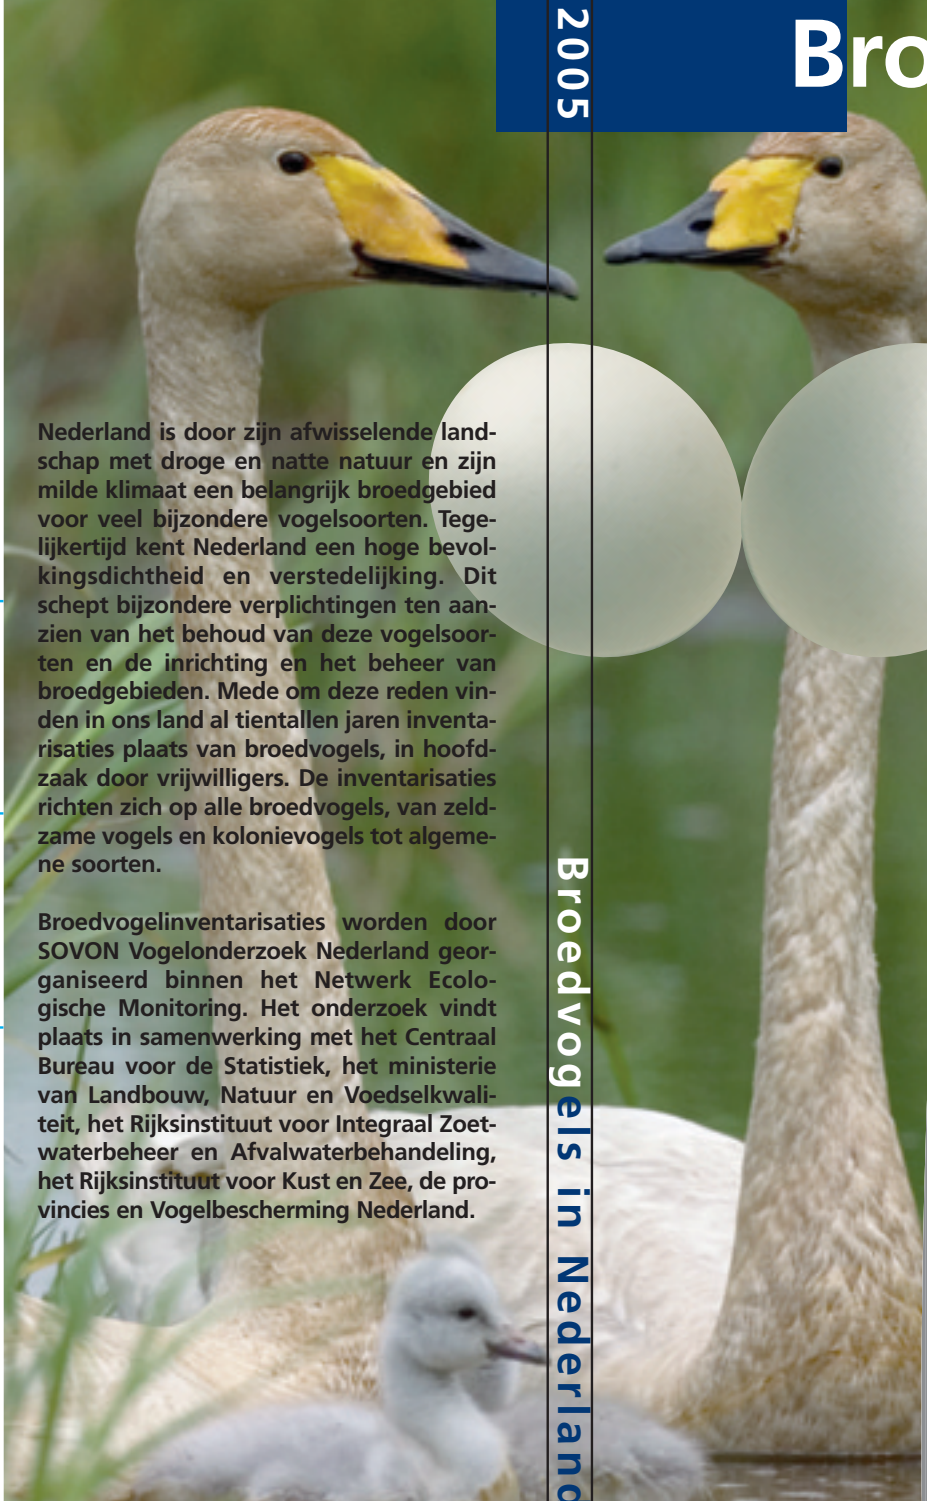 Nederland is door zijn afwisselende land-
schap met droge en natte natuur en zijn
milde klimaat een belangrijk broedgebied
voor veel bijzondere vogelsoorten. Tege-
lijkertijd kent Nederland een hoge bevol-
kingsdichtheid en verstedelijking. Dit
schept bijzondere verplichtingen ten aan-
zien van het behoud van deze vogelsoor-
ten en de inrichting en het beheer van
broedgebieden. Mede om deze reden vin-
den in ons land al tientallen jaren inventa-
risaties plaats van broedvogels, in hoofd-
zaak door vrijwilligers. De inventarisaties
richten zich op alle broedvogels, van zeld-
zame vogels en kolonievogels tot algeme-
ne soorten.
Broedvogelinventarisaties worden door
SOVON Vogelonderzoek Nederland geor-
ganiseerd binnen het Netwerk Ecolo-
gische Monitoring. Het onderzoek vindt
plaats in samenwerking met het Centraal
Bureau voor de Statistiek, het ministerie
van Landbouw, Natuur en Voedselkwali-
teit, het Rijksinstituut voor Integraal Zoet-
waterbeheer en Afvalwaterbehandeling,
het Rijksinstituut voor Kust en Zee, de pro-
vincies en Vogelbescherming Nederland.
2005 Broedvogels in Nederland
Bro